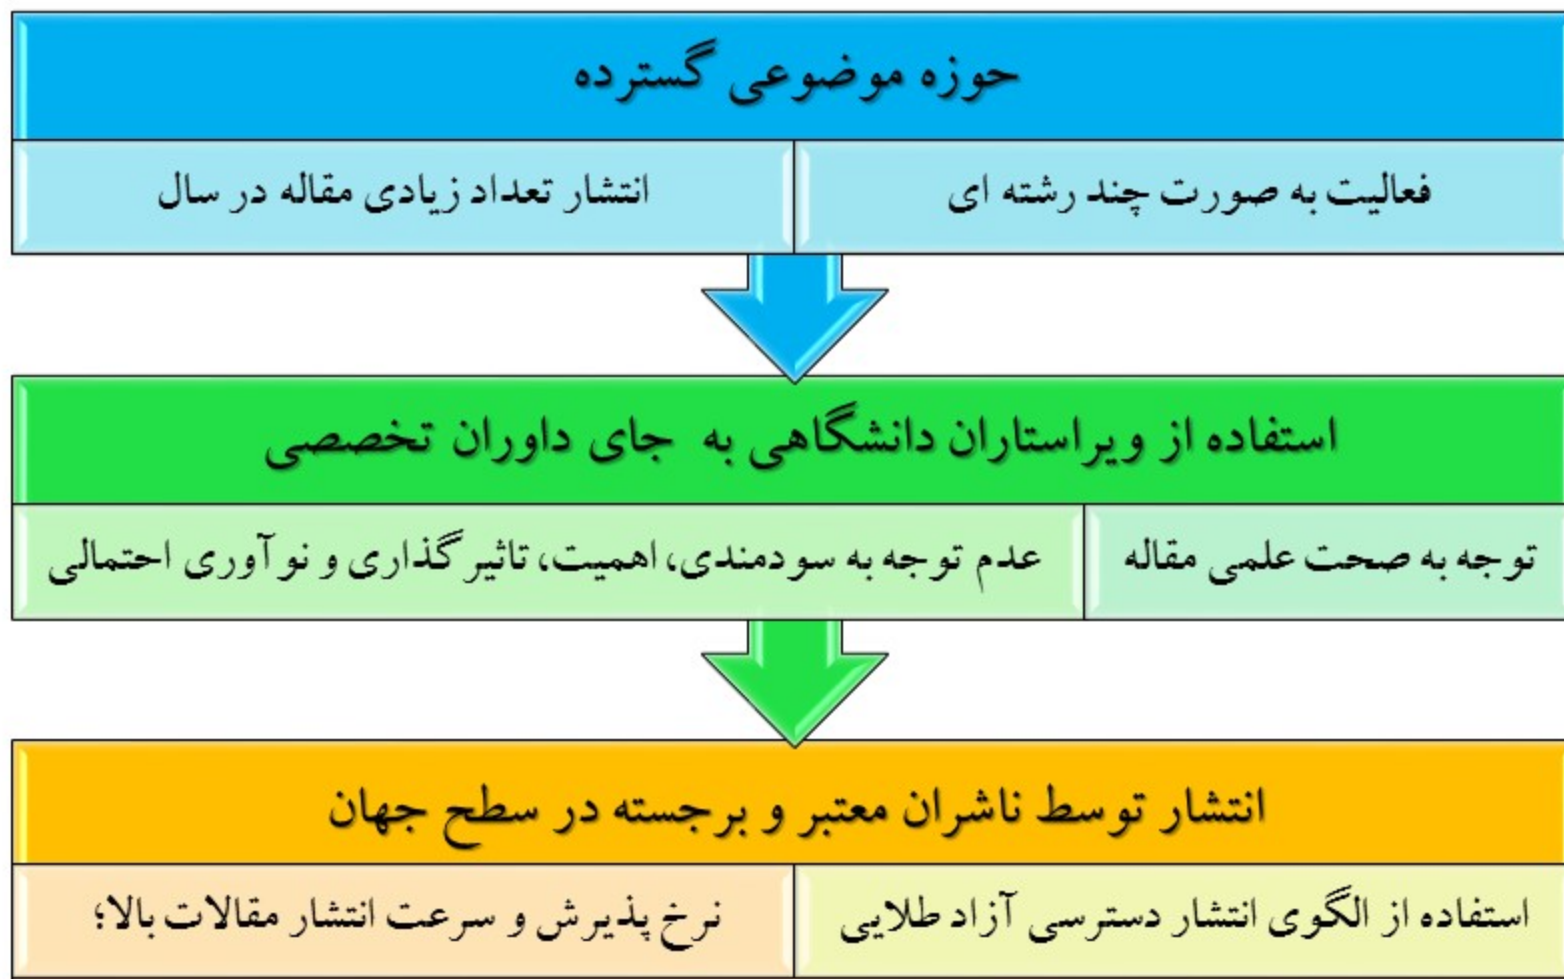 حوزه موضوعی گسترده
فعالیت به صورت چند رشته ای
انتشار تعداد زیادی مقاله در سال
استفاده از ویراستاران دانشگاهی به جای داوران تخصصی
توجه به صحت علمی مقاله
عدم توجه به سودمندی، اهمیت، تاثیرگذاری و نوآوری احتمالی
انتشار توسط ناشران معتبر و برجسته در سطح جهان
استفاده از الگوی انتشار دسترسی آزاد طلایی
نرخ پذیرش و سرعت انتشار مقالات بالا؛